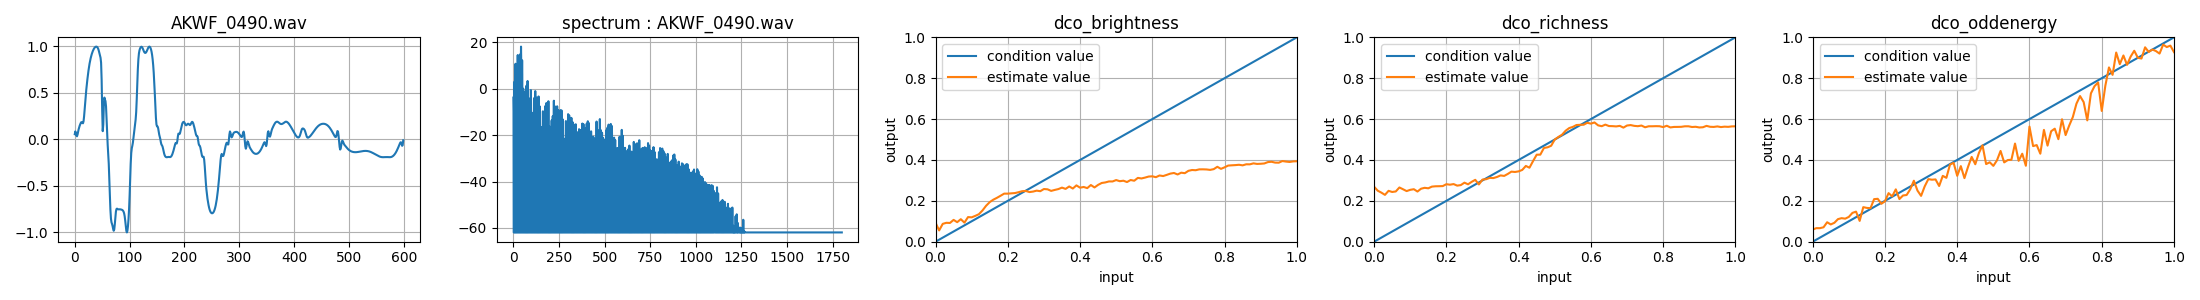 AKWF_0490.wav
1.0
0.5
0.0
−0.5
−1.0
0 100 200 300 400 500 600
spectrum : AKWF_0490.wav
20
0
−20
−40
−60
0 250 500 750 1000 1250 1500 1750
dco_brightness
condition value
estimate value
output
1.0
0.8
0.6
0.4
0.2
0.0
0.0 0.2 0.4 0.6 0.8 1.0
input
dco_richness
condition value
estimate value
output
1.0
0.8
0.6
0.4
0.2
0.0
0.0 0.2 0.4 0.6 0.8 1.0
input
dco_oddenergy
condition value
estimate value
output
1.0
0.8
0.6
0.4
0.2
0.0
0.0 0.2 0.4 0.6 0.8 1.0
input